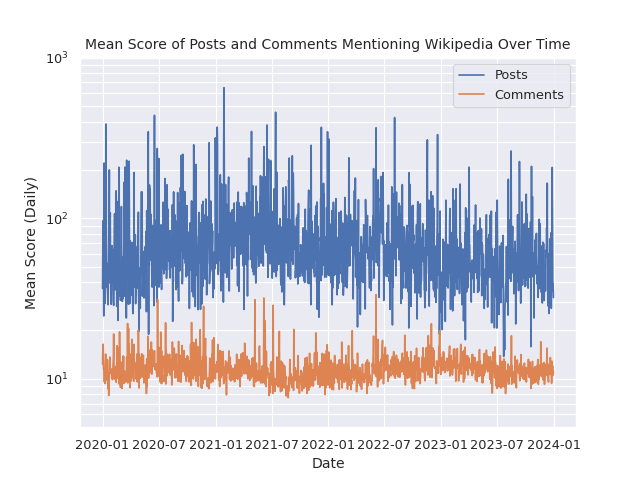 Mean Score of Posts and Comments Mentioning Wikipedia Over Time
Posts
Comments
10³
10²
10¹
Mean Score (Daily)
2020-01 2020-07 2021-01 2021-07 2022-01 2022-07 2023-01 2023-07 2024-01
Date